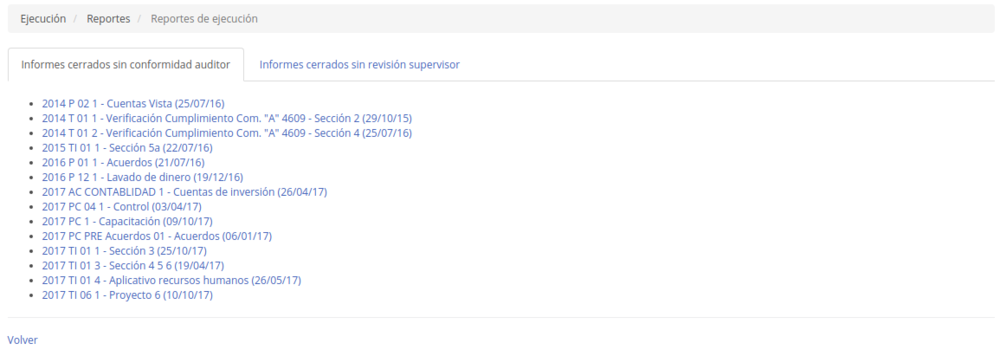 Ejecución / Reportes / Reportes de ejecución
Informes cerrados sin conformidad auditor Informes cerrados sin revisión supervisor
2014 P 02 1 - Cuentas Vista (25/07/16)
2014 T 01 1 - Verificación Cumplimiento Com. "A" 4609 - Sección 2 (29/10/15)
2014 T 01 2 - Verificación Cumplimiento Com. "A" 4609 - Sección 4 (25/07/16)
2015 TI 01 1 - Sección 5a (22/07/16)
2016 P 01 1 - Acuerdos (21/07/16)
2016 P 12 1 - Lavado de dinero (19/12/16)
2017 AC CONTABLIDAD 1 - Cuentas de inversión (26/04/17)
2017 PC 04 1 - Control (03/04/17)
2017 PC 1 - Capacitación (09/10/17)
2017 PC PRE Acuerdos 01 - Acuerdos (06/01/17)
2017 TI 01 1 - Sección 3 (25/10/17)
2017 TI 01 3 - Sección 4 5 6 (19/04/17)
2017 TI 01 4 - Aplicativo recursos humanos (26/05/17)
2017 TI 06 1 - Proyecto 6 (10/10/17)
Volver